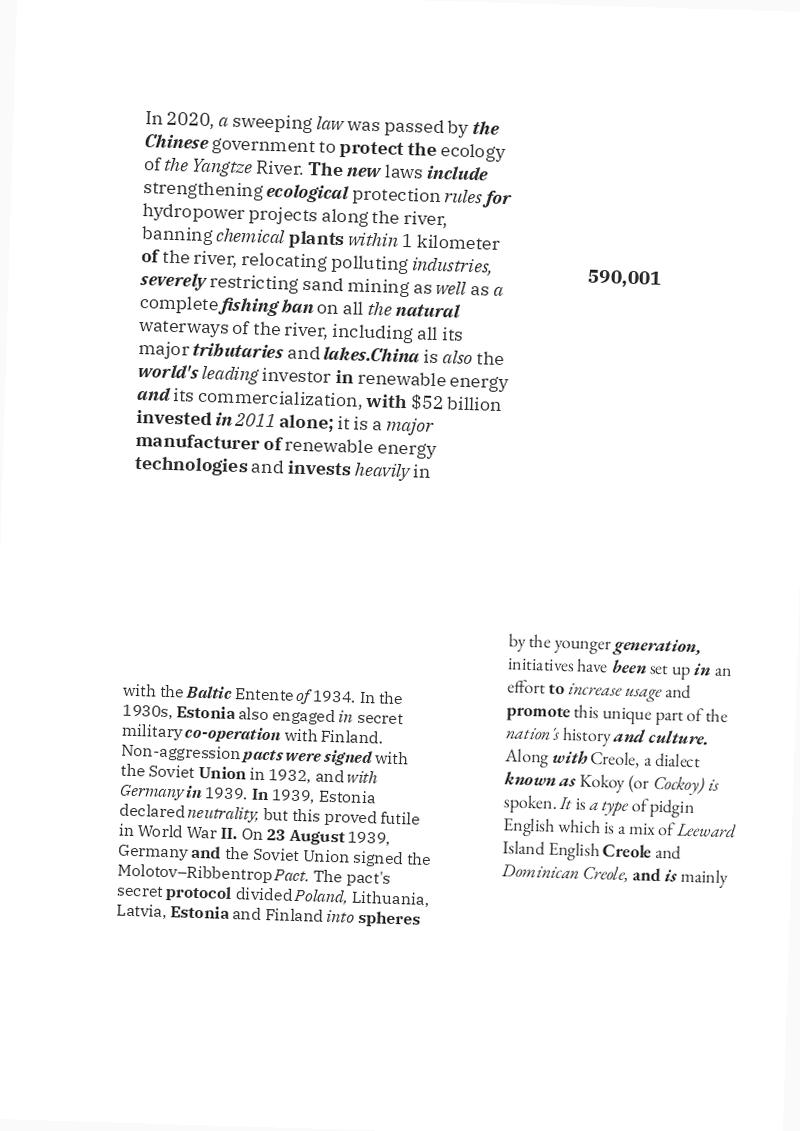 In 2020, a sweeping law was passed by the
Chinese government to protect the ecology
of the Yangtze River. The new laws include
strengthening ecological protection rules for
hydropower projects along the river,
banning chemical plants within 1 kilometer
of the river, relocating polluting industries,
severely restricting sand mining as well as a
complete fishing ban on all the natural
waterways of the river, including all its
major tributaries and lakes.China is also the
world's leading investor in renewable energy
and its commercialization, with $52 billion
invested in 2011 alone; it is a major
manufacturer of renewable energy
technologies and invests heavily in
590,001
with the Baltic Entente of 1934. In the
1930s, Estonia also engaged in secret
military co-operation with Finland.
Non-aggression pacts were signed with
the Soviet Union in 1932, and with
Germany in 1939. In 1939, Estonia
declared neutrality, but this proved futile
in World War II. On 23 August 1939,
Germany and the Soviet Union signed the
Molotov–Ribbentrop Pact. The pact's
secret protocol divided Poland, Lithuania,
Latvia, Estonia and Finland into spheres
by the younger generation,
initiatives have been set up in an
effort to increase usage and
promote this unique part of the
nation's history and culture.
Along with Creole, a dialect
known as Kokoy (or Cockoy) is
spoken. It is a type of pidgin
English which is a mix of Leeward
Island English Creole and
Dominican Creole, and is mainly